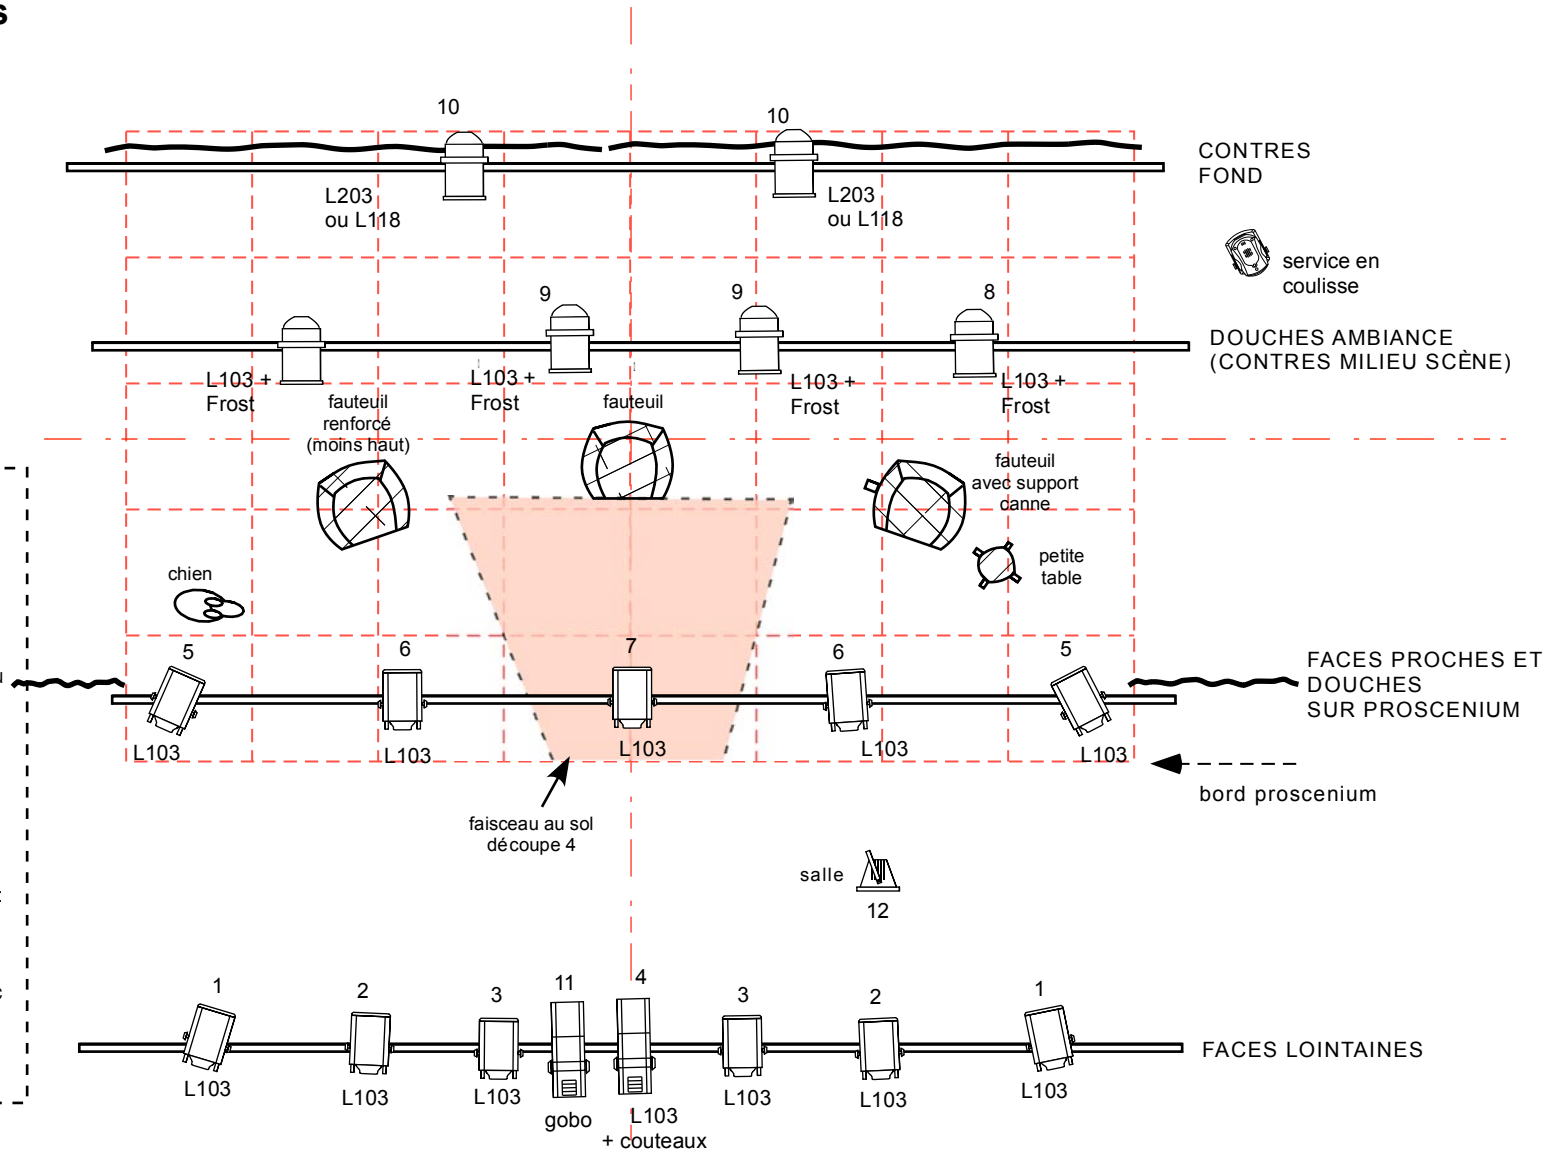 s
10
10
CONTRES
FOND
L203
ou L118
L203
ou L118
service en
coulisse
9
9
8
DOUCHES AMBIANCE
(CONTRES MILIEU SCÈNE)
L103 +
Frost
L103 +
Frost
L103 +
Frost
L103 +
Frost
fauteuil
renforcé
(moins haut)
fauteuil
fauteuil
avec support
canne
petite
table
chien
5
6
7
6
5
FACES PROCHES ET
DOUCHES
SUR PROSCENIUM
L103
L103
L103
L103
L103
bord proscenium
faisceau au sol
découpe 4
salle
12
1
2
3
11
4
3
2
1
FACES LOINTAINES
L103
L103
L103
gobo
L103
+ couteaux
L103
L103
L103